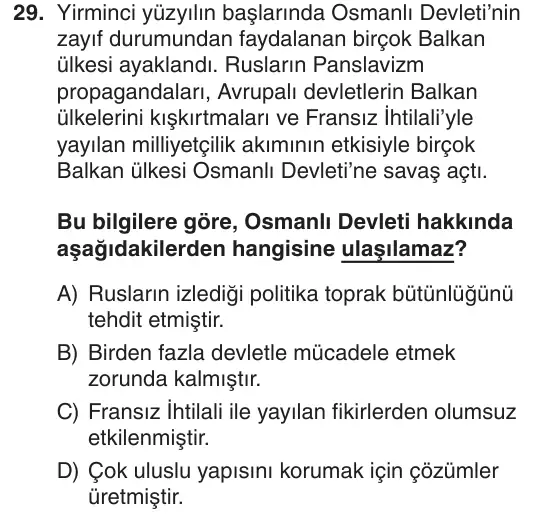 29. Yirminci yüzyılın başlarında Osmanlı Devleti’nin
zayıf durumundan faydalanan birçok Balkan
ülkesi ayaklandı. Rusların Panslavizm
propagandaları, Avrupalı devletlerin Balkan
ülkelerini kışkırtmaları ve Fransız İhtilali’yle
yayılan milliyetçilik akımının etkisiyle birçok
Balkan ülkesi Osmanlı Devleti’ne savaş açtı.
Bu bilgilere göre, Osmanlı Devleti hakkında
aşağıdakilerden hangisine ulaşılamaz?
A) Rusların izlediği politika toprak bütünlüğünü
tehdit etmiştir.
B) Birden fazla devletle mücadele etmek
zorunda kalmıştır.
C) Fransız İhtilali ile yayılan fikirlerden olumsuz
etkilenmiştir.
D) Çok uluslu yapısını korumak için çözümler
üretmiştir.